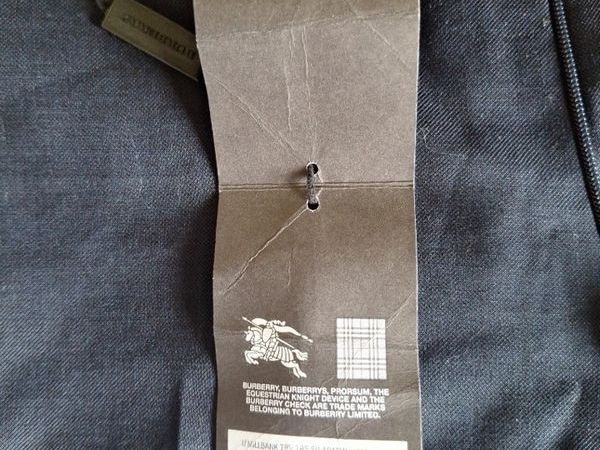 BURBERRY, BURBERRYS, PRORSUM, THE
EQUESTRIAN KNIGHT DEVICE AND THE
BURBERRY CHECK ARE TRADE MARKS
BELONGING TO BURBERRY LIMITED.